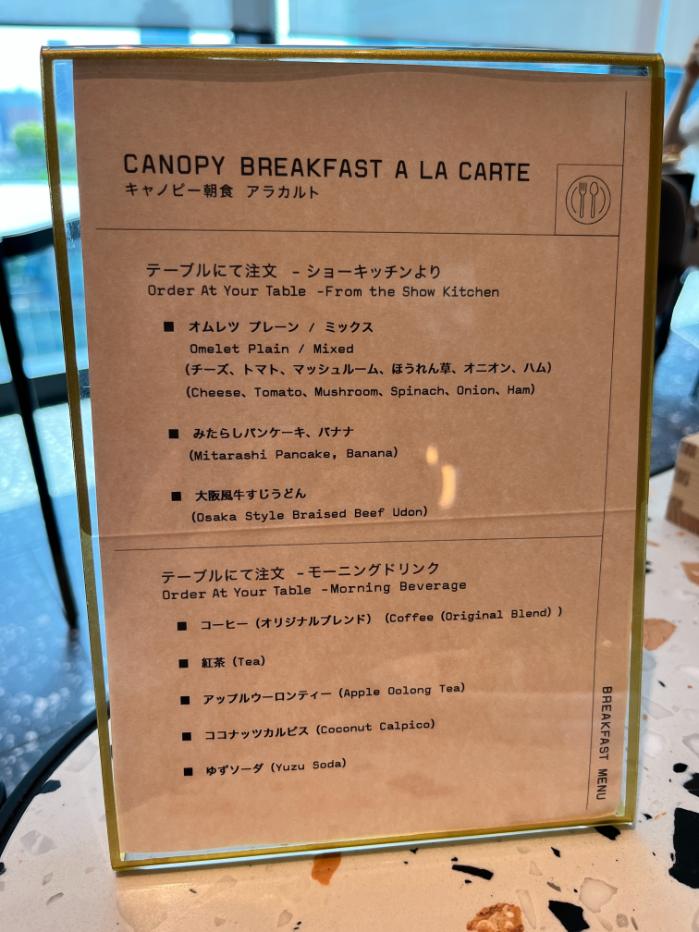 CANOPY BREAKFAST A LA CARTE
キャノピー朝食 アラカルト
テーブルにて注文 -ショーキッチンより
Order At Your Table -From the Show Kitchen
■ オムレツ プレーン / ミックス
Omelet Plain / Mixed
(チーズ、トマト、マッシュルーム、ほうれん草、オニオン、ハム)
(Cheese、Tomato、Mushroom、Spinach、Onion、Ham)
■ みたらしパンケーキ、バナナ
(Mitarashi Pancake, Banana)
■ 大阪風牛すじうどん
(Osaka Style Braised Beef Udon)
テーブルにて注文 -モーニングドリンク
Order At Your Table -Morning Beverage
■ コーヒー (オリジナルブレンド) (Coffee (Original Blend) )
■ 紅茶 (Tea)
■ アップルウーロンティー (Apple Oolong Tea)
■ ココナッツカルピス (Coconut Calpico)
■ ゆずソーダ (Yuzu Soda)
BREAKFAST MENU